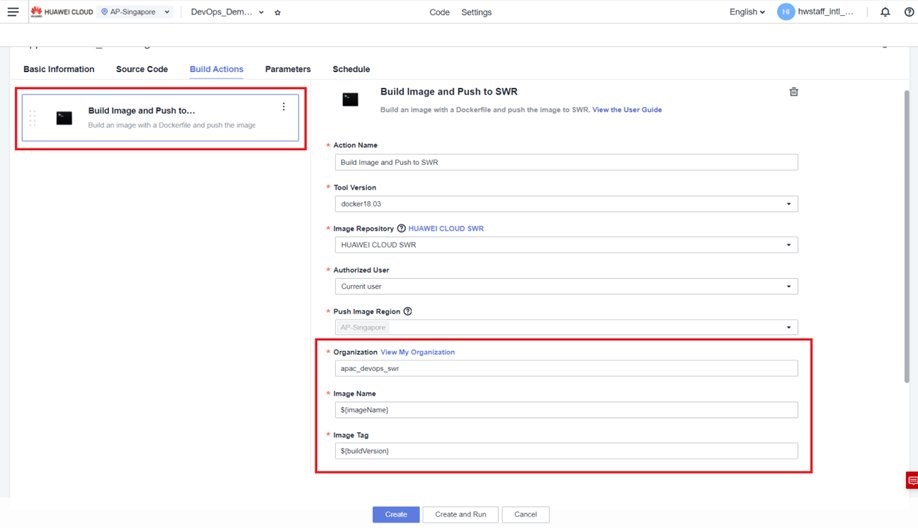 HUAWEI CLOUD AP-Singapore DevOps_Dem... Code Settings English HI hwstaff_intl_...
Basic Information Source Code Build Actions Parameters Schedule
Build Image and Push to...
Build an image with a Dockerfile and push the image
Build Image and Push to SWR
Build an image with a Dockerfile and push the image to SWR. View the User Guide
* Action Name
Build Image and Push to SWR
* Tool Version
docker18.03
* Image Repository ? HUAWEI CLOUD SWR
HUAWEI CLOUD SWR
* Authorized User
Current user
* Push Image Region ?
AP-Singapore
* Organization View My Organization
apac_devops_swr
* Image Name
${imageName}
* Image Tag
${buildVersion}
Create Create and Run Cancel